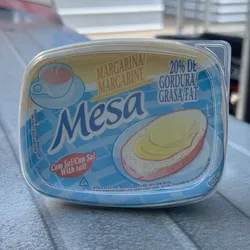 MARGARINA/
MARGARINE
20% DE
GORDURA/
GRASA/FAT
Mesa
Com Sal/Con Sal
With salt